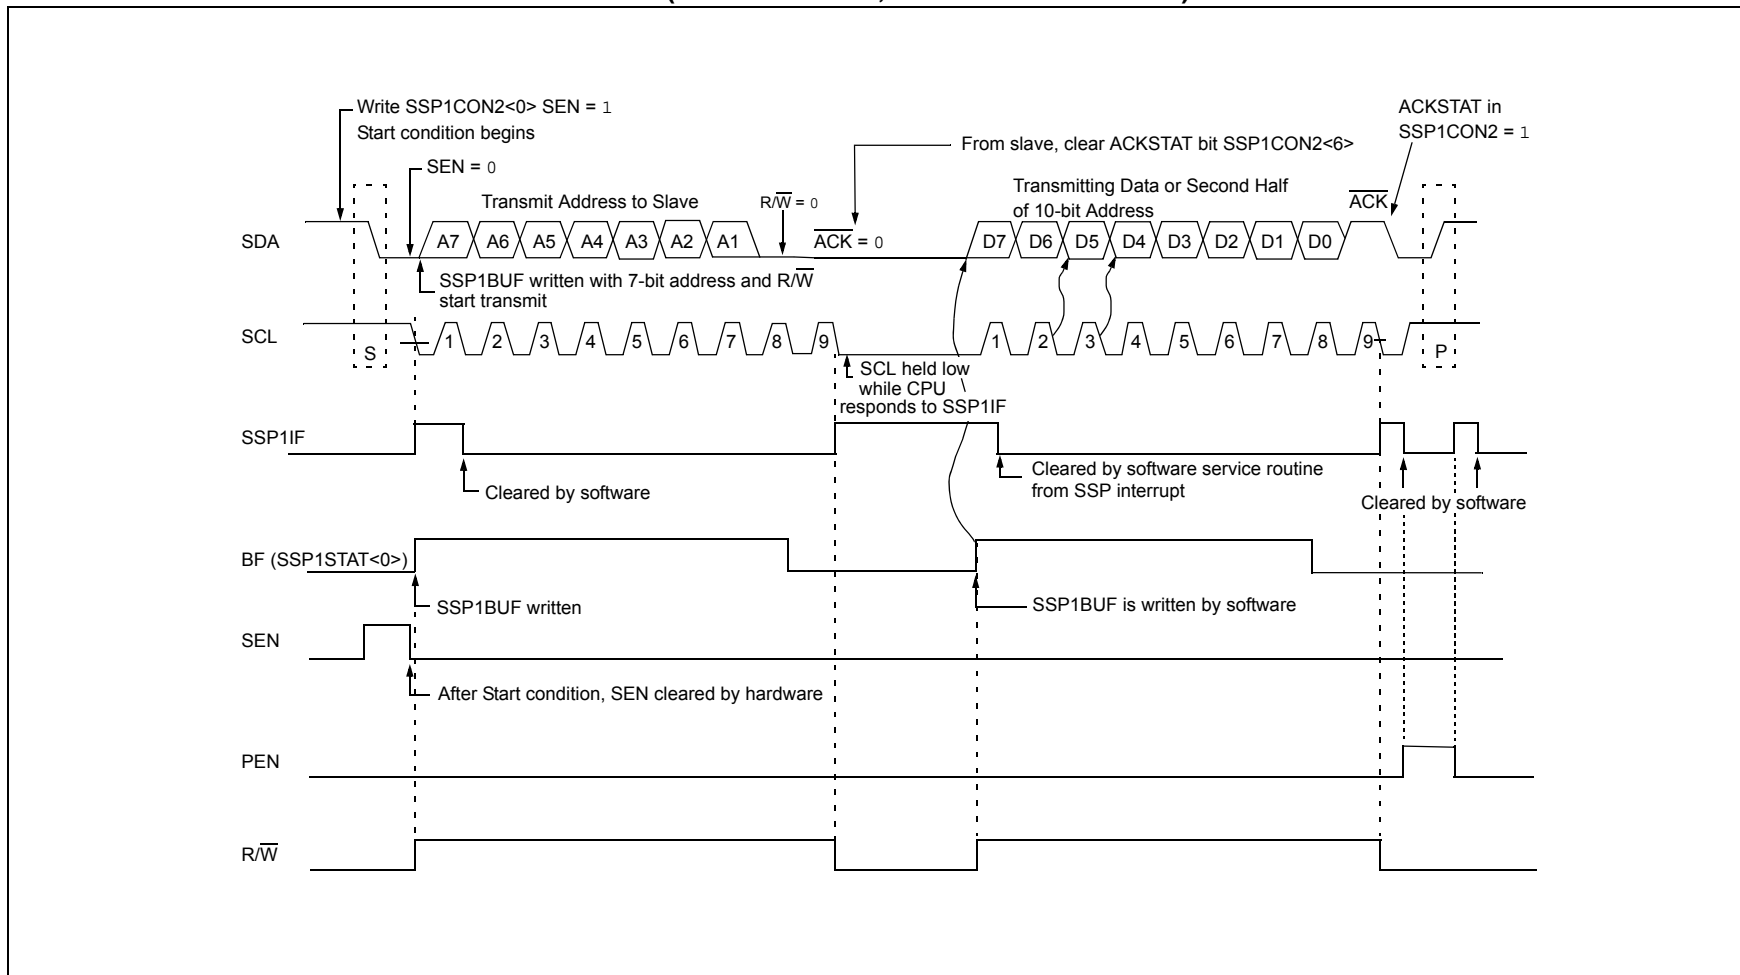 Write SSP1CON2<0> SEN = 1
Start condition begins
SEN = 0
Transmit Address to Slave
R/W̅ = 0
From slave, clear ACKSTAT bit SSP1CON2<6>
ACKSTAT in
SSP1CON2 = 1
Transmitting Data or Second Half
of 10-bit Address
A̅C̅K̅
SDA
A7 A6 A5 A4 A3 A2 A1
A̅C̅K̅ = 0
D7 D6 D5 D4 D3 D2 D1 D0
SSP1BUF written with 7-bit address and R/W̅
start transmit
SCL
S
1 2 3 4 5 6 7 8 9
1 2 3 4 5 6 7 8 9
P
SCL held low
while CPU
responds to SSP1IF
SSP1IF
Cleared by software
Cleared by software service routine
from SSP interrupt
Cleared by software
BF (SSP1STAT<0>)
SSP1BUF written
SSP1BUF is written by software
SEN
After Start condition, SEN cleared by hardware
PEN
R/W̅